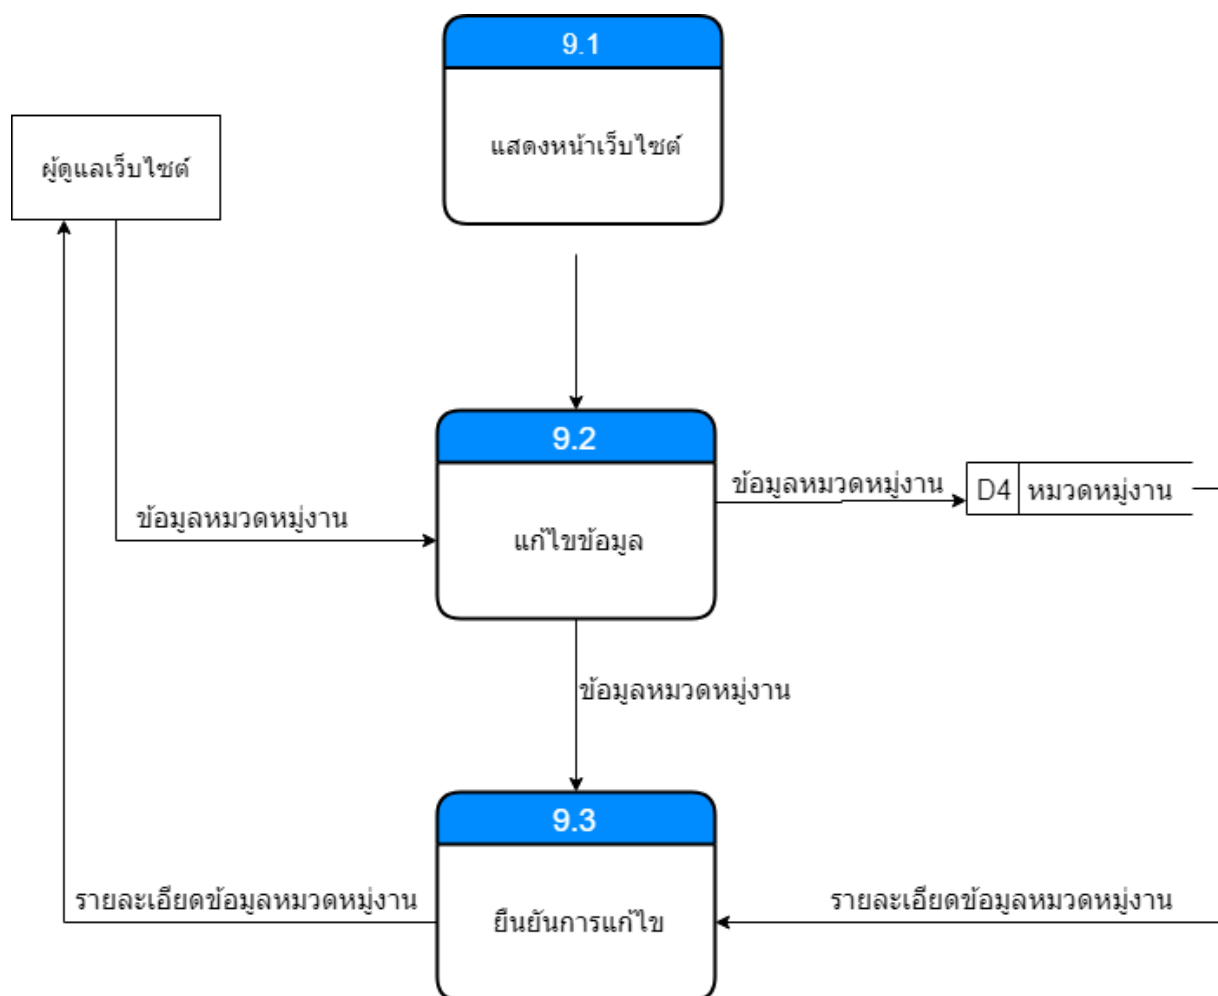 9.1
แสดงหน้าเว็บไซต์
ผู้ดูแลเว็บไซต์
9.2
แก้ไขข้อมูล
ข้อมูลหมวดหมู่งาน
ข้อมูลหมวดหมู่งาน
D4 หมวดหมู่งาน
ข้อมูลหมวดหมู่งาน
9.3
ยืนยันการแก้ไข
รายละเอียดข้อมูลหมวดหมู่งาน
รายละเอียดข้อมูลหมวดหมู่งาน